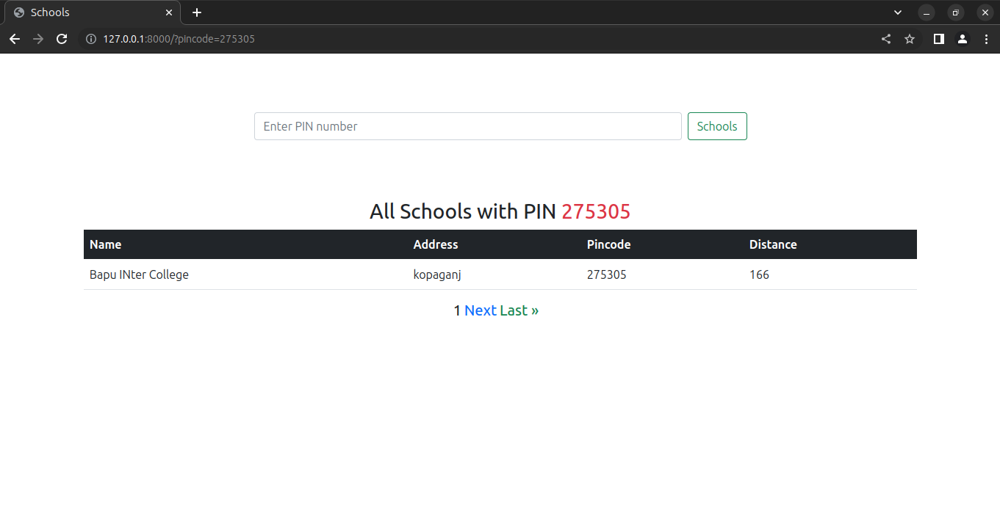 Schools
127.0.0.1:8000/?pincode=275305
Enter PIN number Schools
All Schools with PIN 275305
Name Address Pincode Distance
Bapu INter College kopaganj 275305 166
1 Next Last »